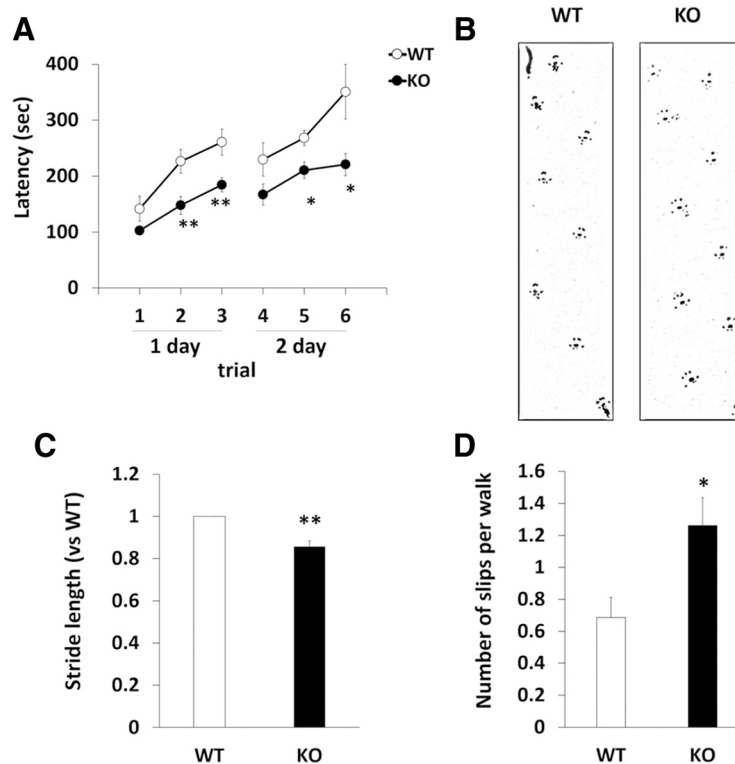 A
WT
KO
Latency (sec)
400
300
200
100
0
**
**
*
*
1 2 3 4 5 6
1 day 2 day
trial
B
WT KO
C
Stride length (vs WT)
1.2
1
0.8
0.6
0.4
0.2
0
**
WT KO
D
Number of slips per walk
1.6
1.4
1.2
1
0.8
0.6
0.4
0.2
0
*
WT KO